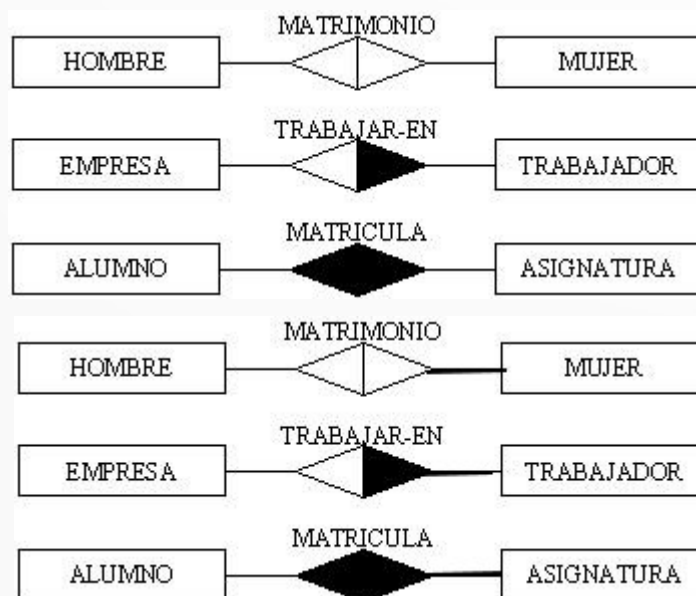 MATRIMONIO
HOMBRE MUJER
TRABAJAR-EN
EMPRESA TRABAJADOR
MATRICULA
ALUMNO ASIGNATURA
MATRIMONIO
HOMBRE MUJER
TRABAJAR-EN
EMPRESA TRABAJADOR
MATRICULA
ALUMNO ASIGNATURA